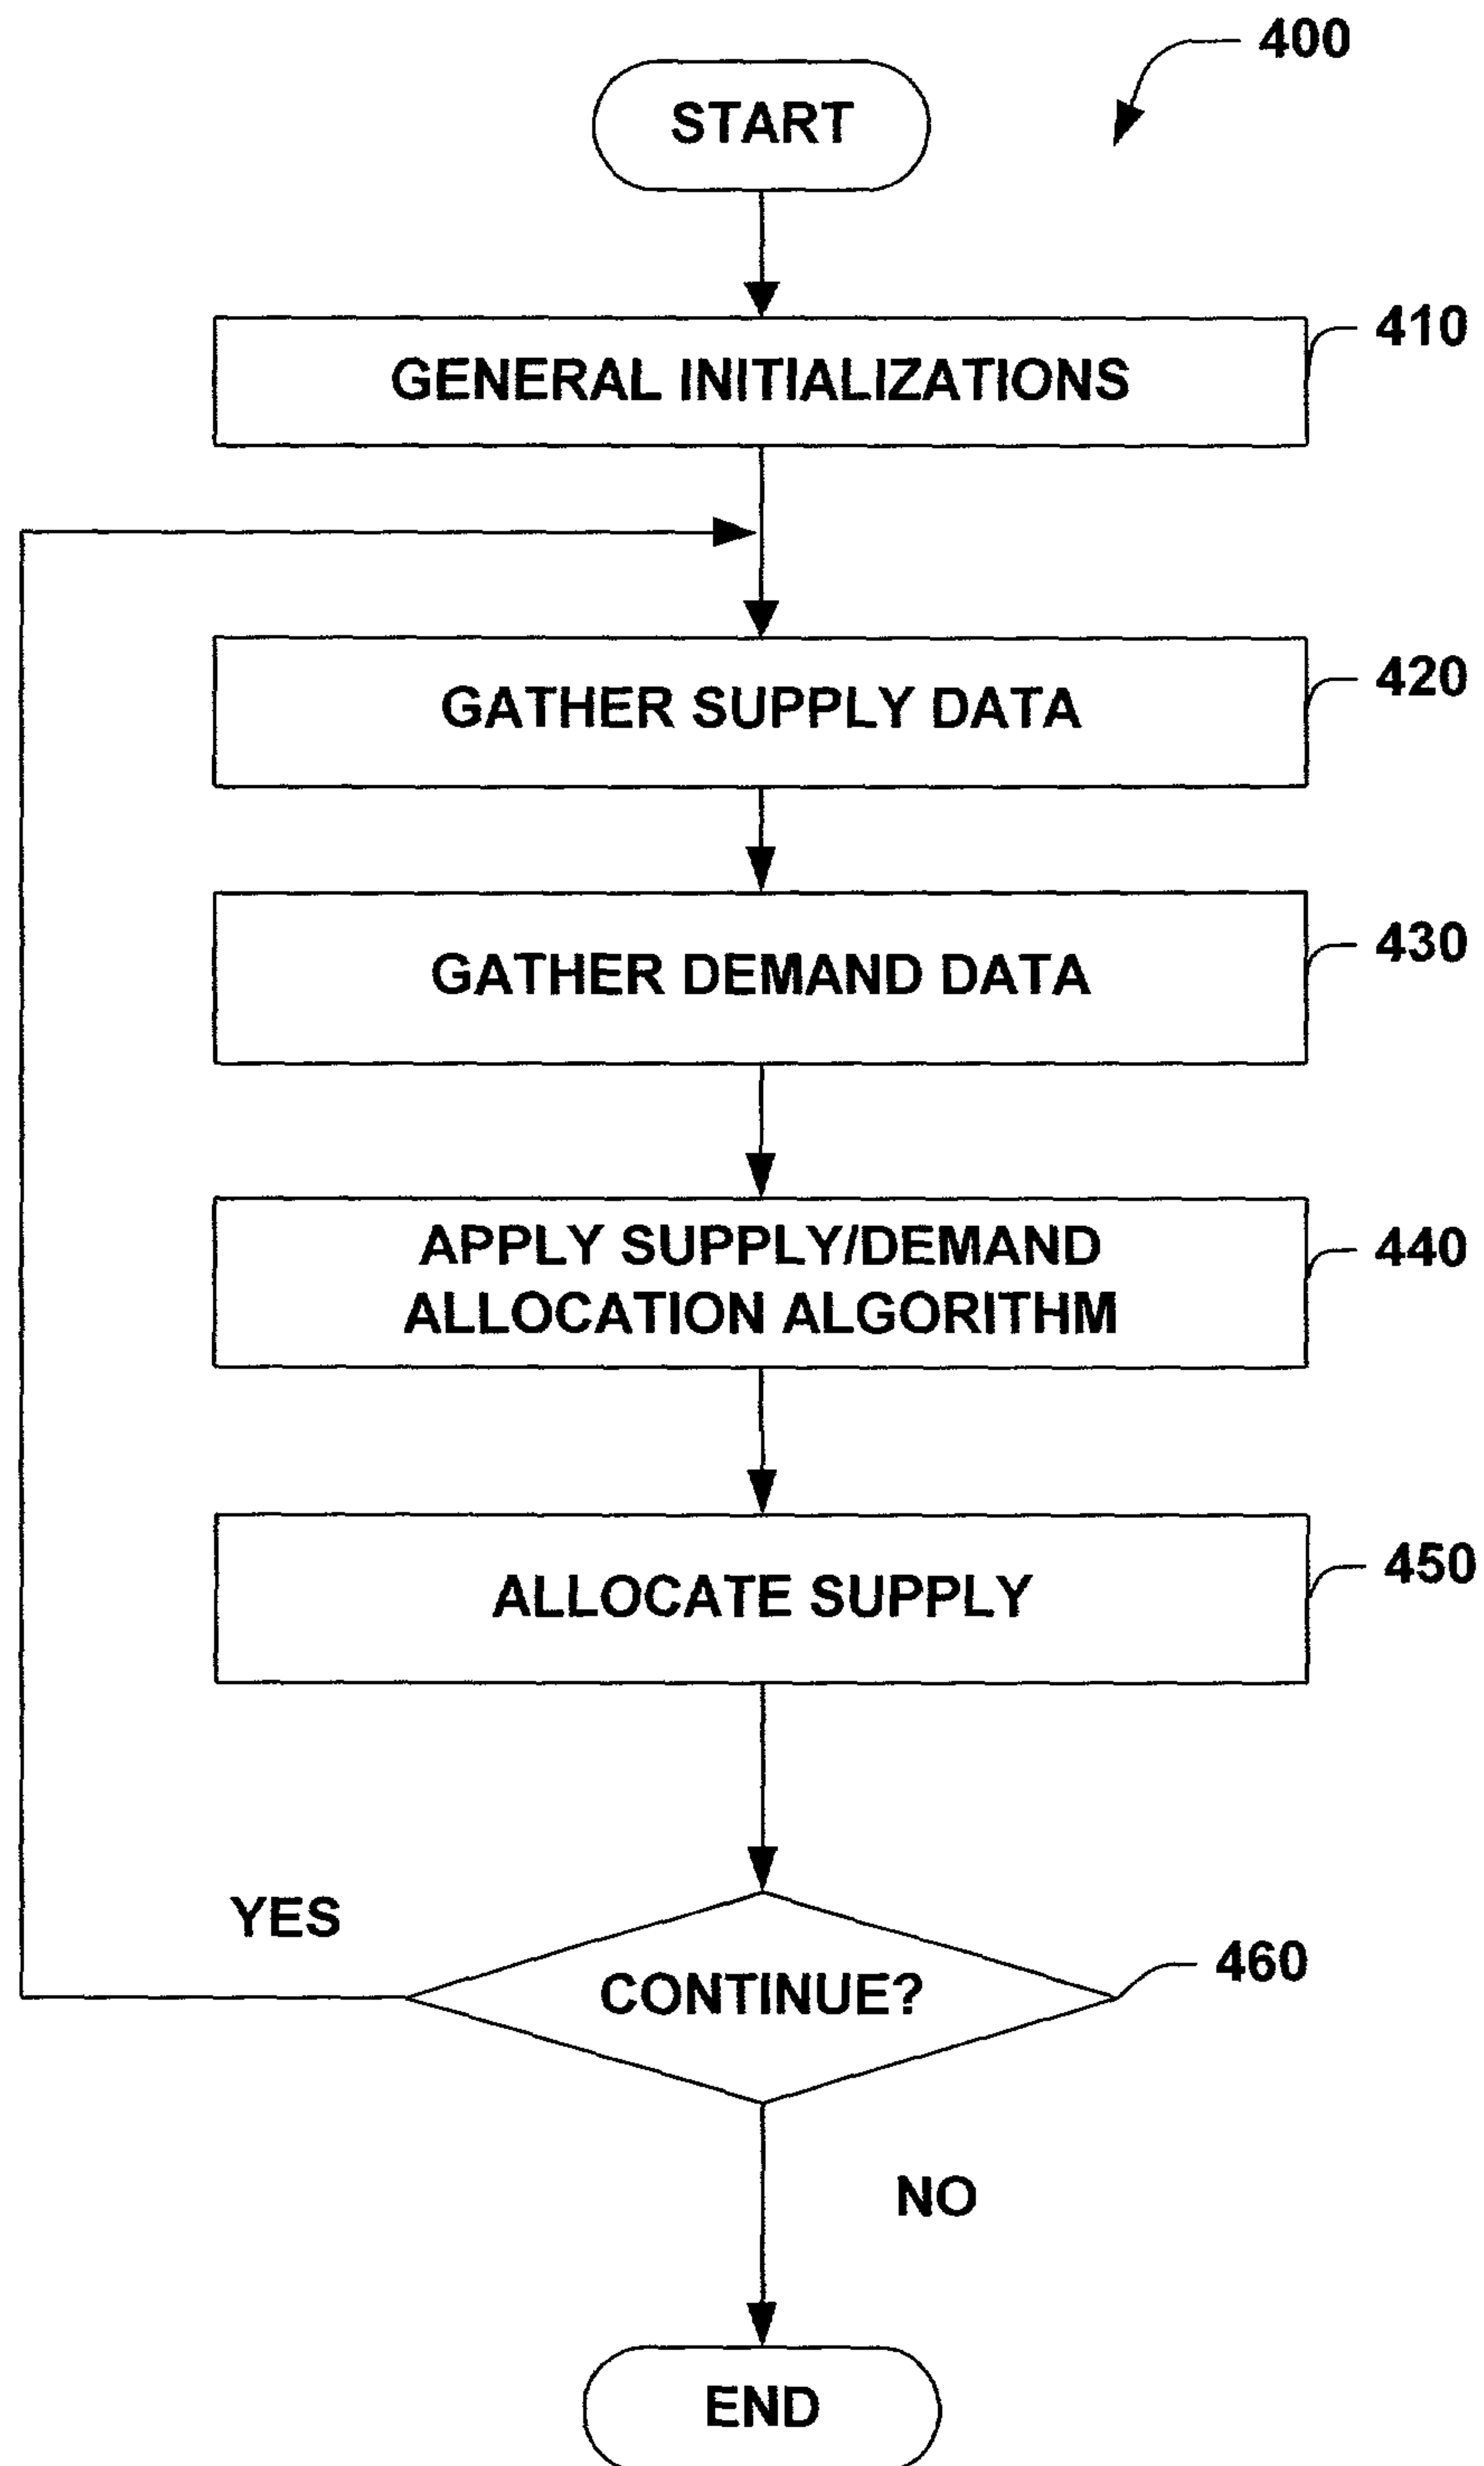 400
START
410
GENERAL INITIALIZATIONS
420
GATHER SUPPLY DATA
430
GATHER DEMAND DATA
440
APPLY SUPPLY/DEMAND
ALLOCATION ALGORITHM
450
ALLOCATE SUPPLY
YES
460
CONTINUE?
NO
END